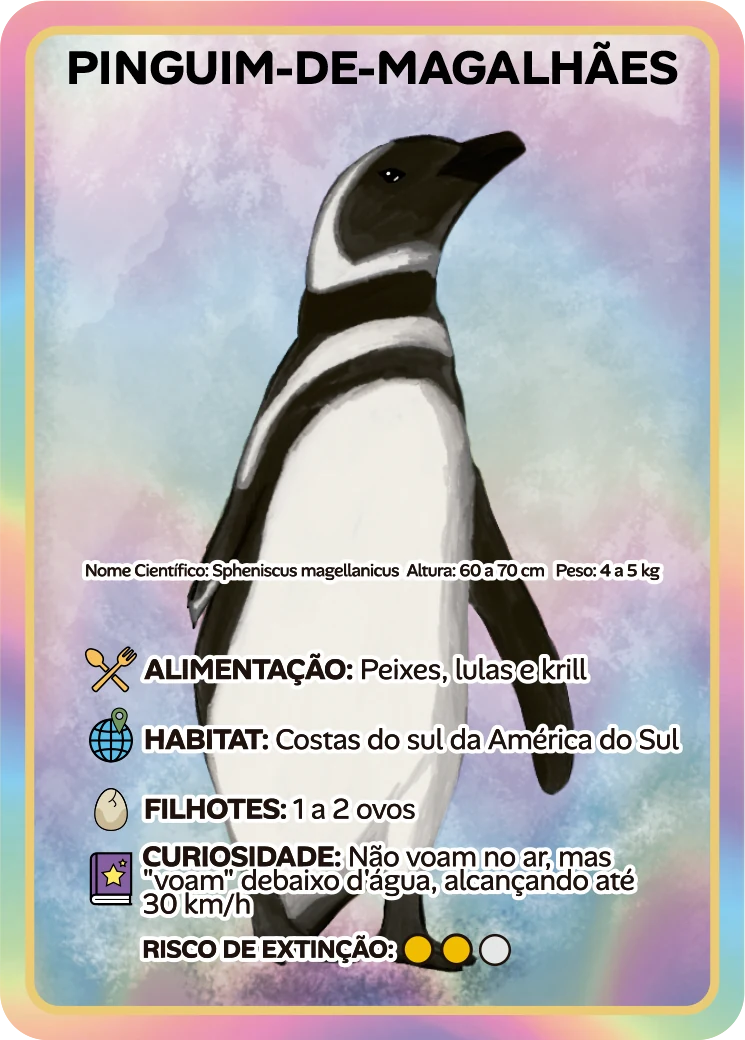 PINGUIM-DE-MAGALHÃES
Nome Científico: Spheniscus magellanicus Altura: 60 a 70 cm Peso: 4 a 5 kg
ALIMENTAÇÃO: Peixes, lulas e krill
HABITAT: Costas do sul da América do Sul
FILHOTES: 1 a 2 ovos
CURIOSIDADE: Não voam no ar, mas
"voam" debaixo d'água, alcançando até
30 km/h
RISCO DE EXTINÇÃO: